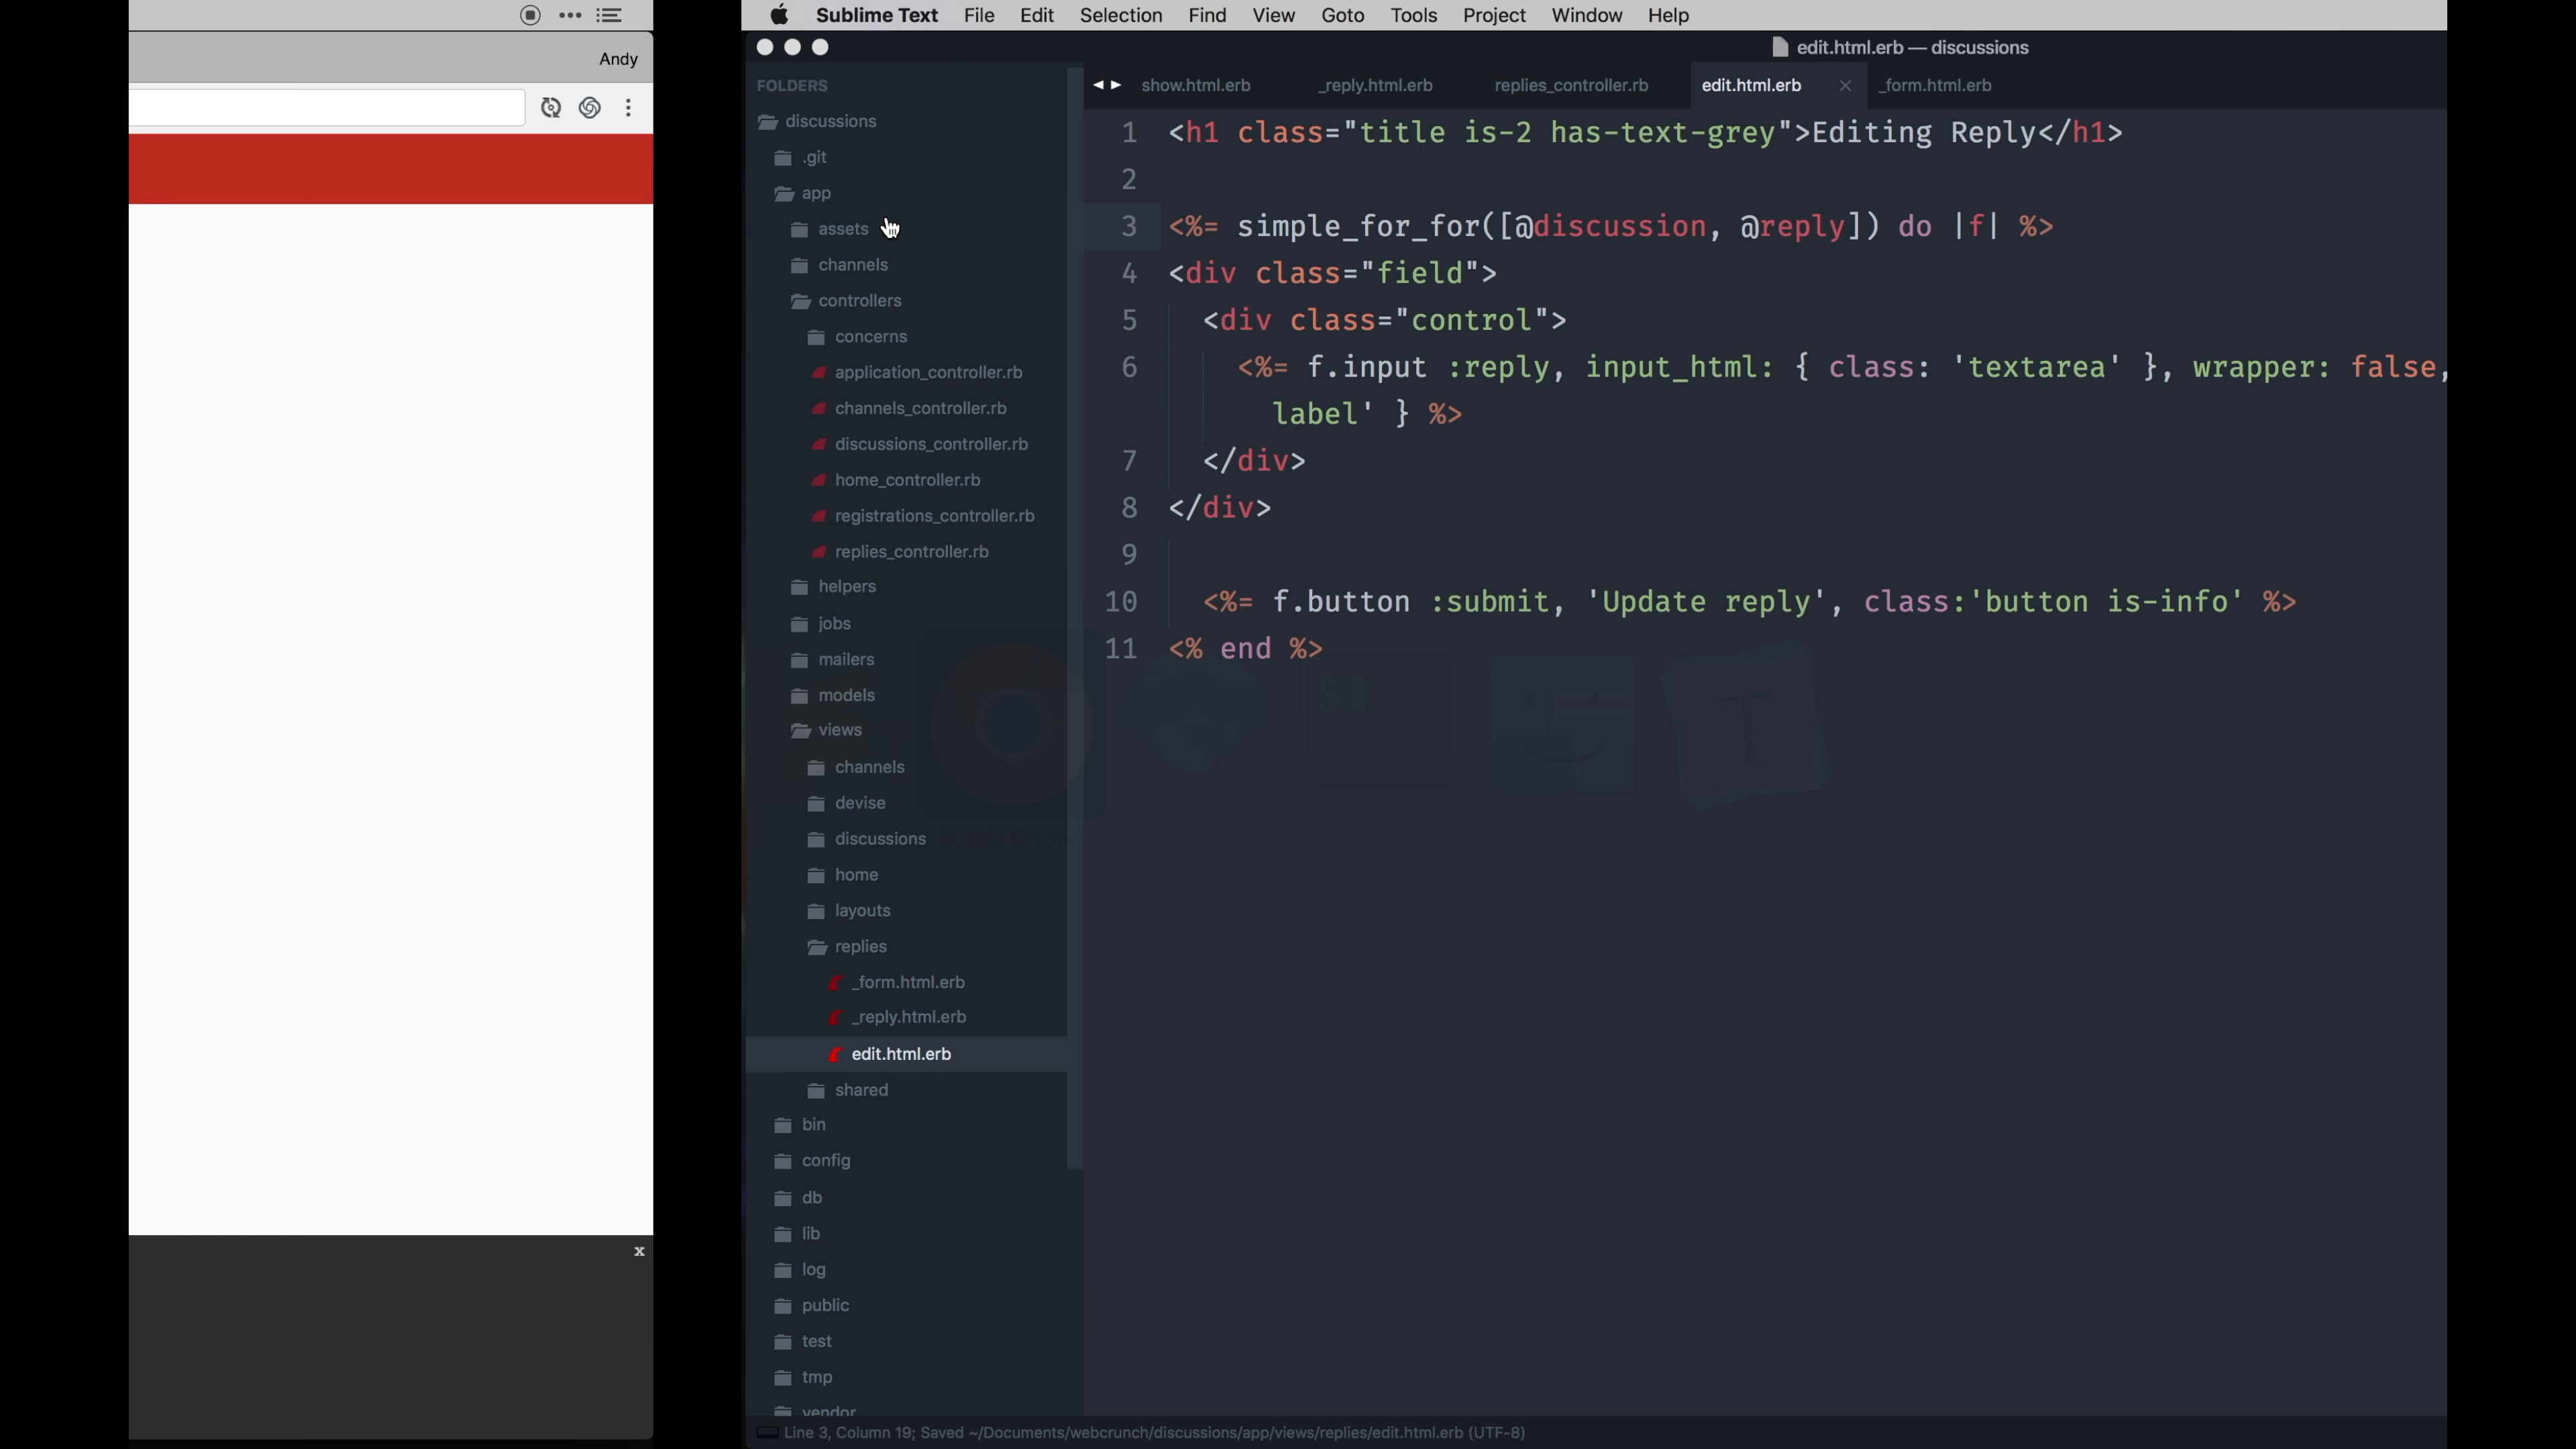 Andy
x
Sublime Text File Edit Selection Find View Goto Tools Project Window Help
edit.html.erb — discussions
FOLDERS
discussions
.git
app
assets
channels
controllers
concerns
application_controller.rb
channels_controller.rb
discussions_controller.rb
home_controller.rb
registrations_controller.rb
replies_controller.rb
helpers
jobs
mailers
models
views
channels
devise
discussions
home
layouts
replies
_form.html.erb
_reply.html.erb
edit.html.erb
shared
bin
config
db
lib
log
public
test
tmp
vendor
show.html.erb _reply.html.erb replies_controller.rb edit.html.erb _form.html.erb
1 <h1 class="title is-2 has-text-grey">Editing Reply</h1>
2
3 <%= simple_for_for([@discussion, @reply]) do |f| %>
4 <div class="field">
5 <div class="control">
6 <%= f.input :reply, input_html: { class: 'textarea' }, wrapper: false,
label' } %>
7 </div>
8 </div>
9
10 <%= f.button :submit, 'Update reply', class:'button is-info' %>
11 <% end %>
$
T
Line 3, Column 19; Saved ~/Documents/webcrunch/discussions/app/views/replies/edit.html.erb (UTF-8)